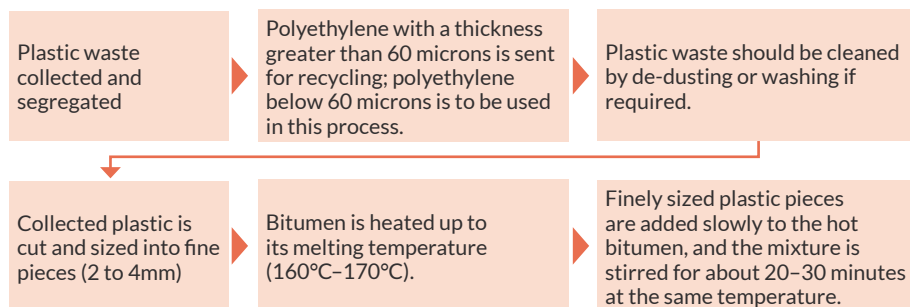 Plastic waste
collected and
segregated
Polyethylene with a thickness
greater than 60 microns is sent
for recycling; polyethylene
below 60 microns is to be used
in this process.
Plastic waste should be cleaned
by de-dusting or washing if
required.
Collected plastic is
cut and sized into fine
pieces (2 to 4mm)
Bitumen is heated up to
its melting temperature
(160°C–170°C).
Finely sized plastic pieces
are added slowly to the hot
bitumen, and the mixture is
stirred for about 20–30 minutes
at the same temperature.